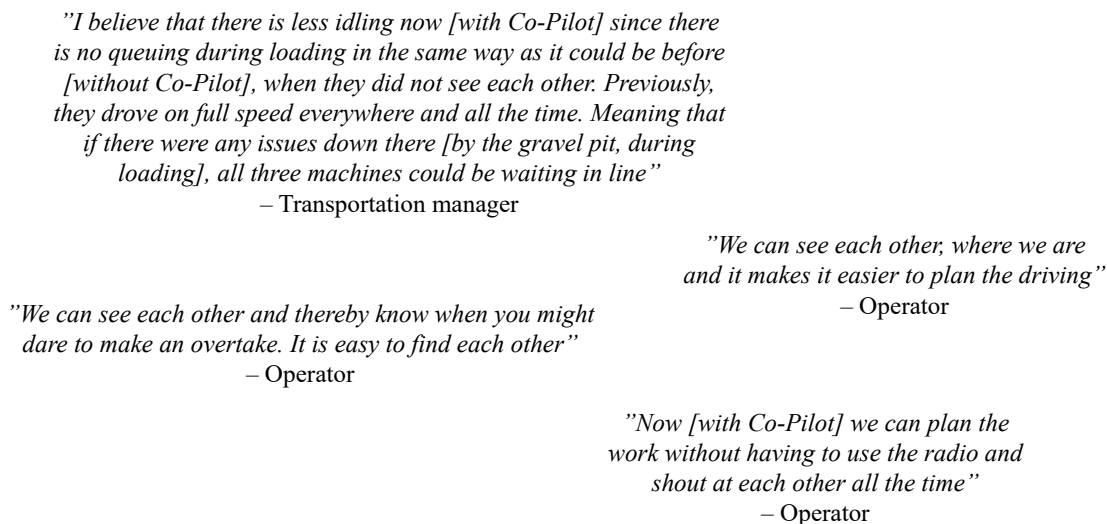 ”I believe that there is less idling now [with Co-Pilot] since there
is no queuing during loading in the same way as it could be before
[without Co-Pilot], when they did not see each other. Previously,
they drove on full speed everywhere and all the time. Meaning that
if there were any issues down there [by the gravel pit, during
loading], all three machines could be waiting in line”
– Transportation manager
”We can see each other, where we are
and it makes it easier to plan the driving”
– Operator
”We can see each other and thereby know when you might
dare to make an overtake. It is easy to find each other”
– Operator
”Now [with Co-Pilot] we can plan the
work without having to use the radio and
shout at each other all the time”
– Operator